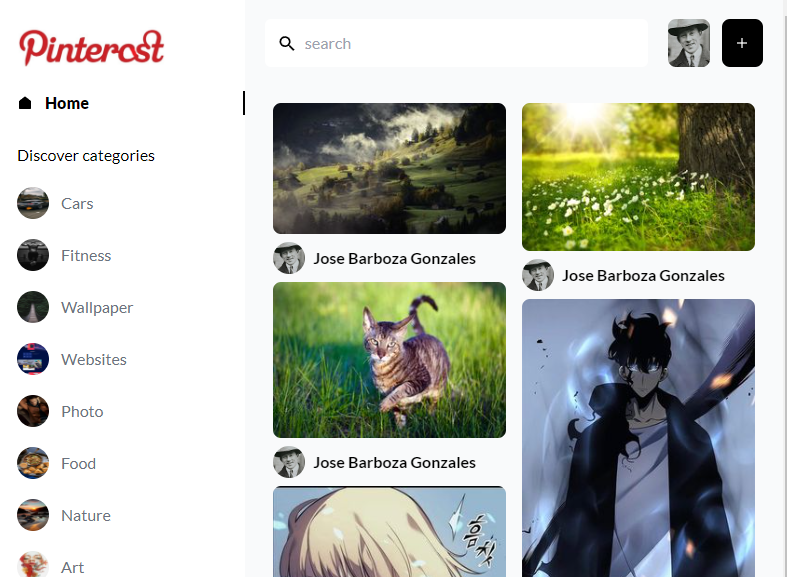 Pinterost
search
Home
Discover categories
Cars
Fitness
Wallpaper
Websites
Photo
Food
Nature
Art
Jose Barboza Gonzales
Jose Barboza Gonzales
Jose Barboza Gonzales
흠칫